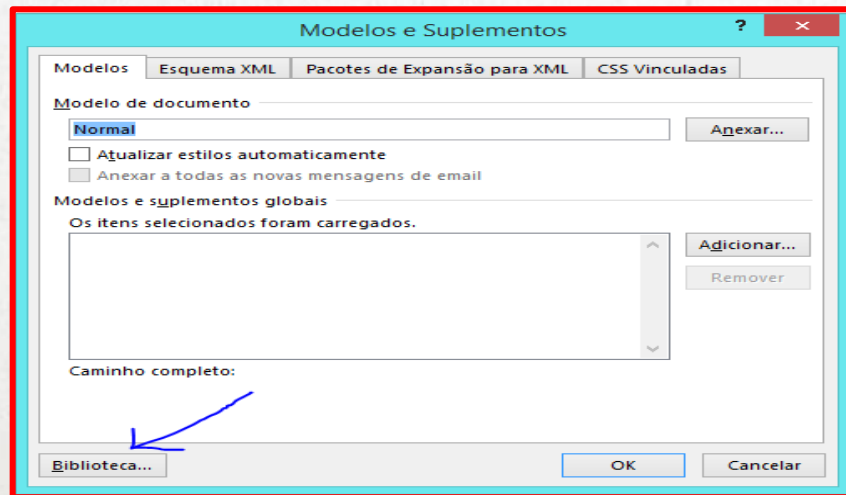 Modelos e Suplementos
?
Modelos Esquema XML Pacotes de Expansão para XML CSS Vinculadas
Modelo de documento
Normal Anexar...
Atualizar estilos automaticamente
Anexar a todas as novas mensagens de email
Modelos e suplementos globais
Os itens selecionados foram carregados.
Adicionar...
Remover
Caminho completo:
Biblioteca... OK Cancelar